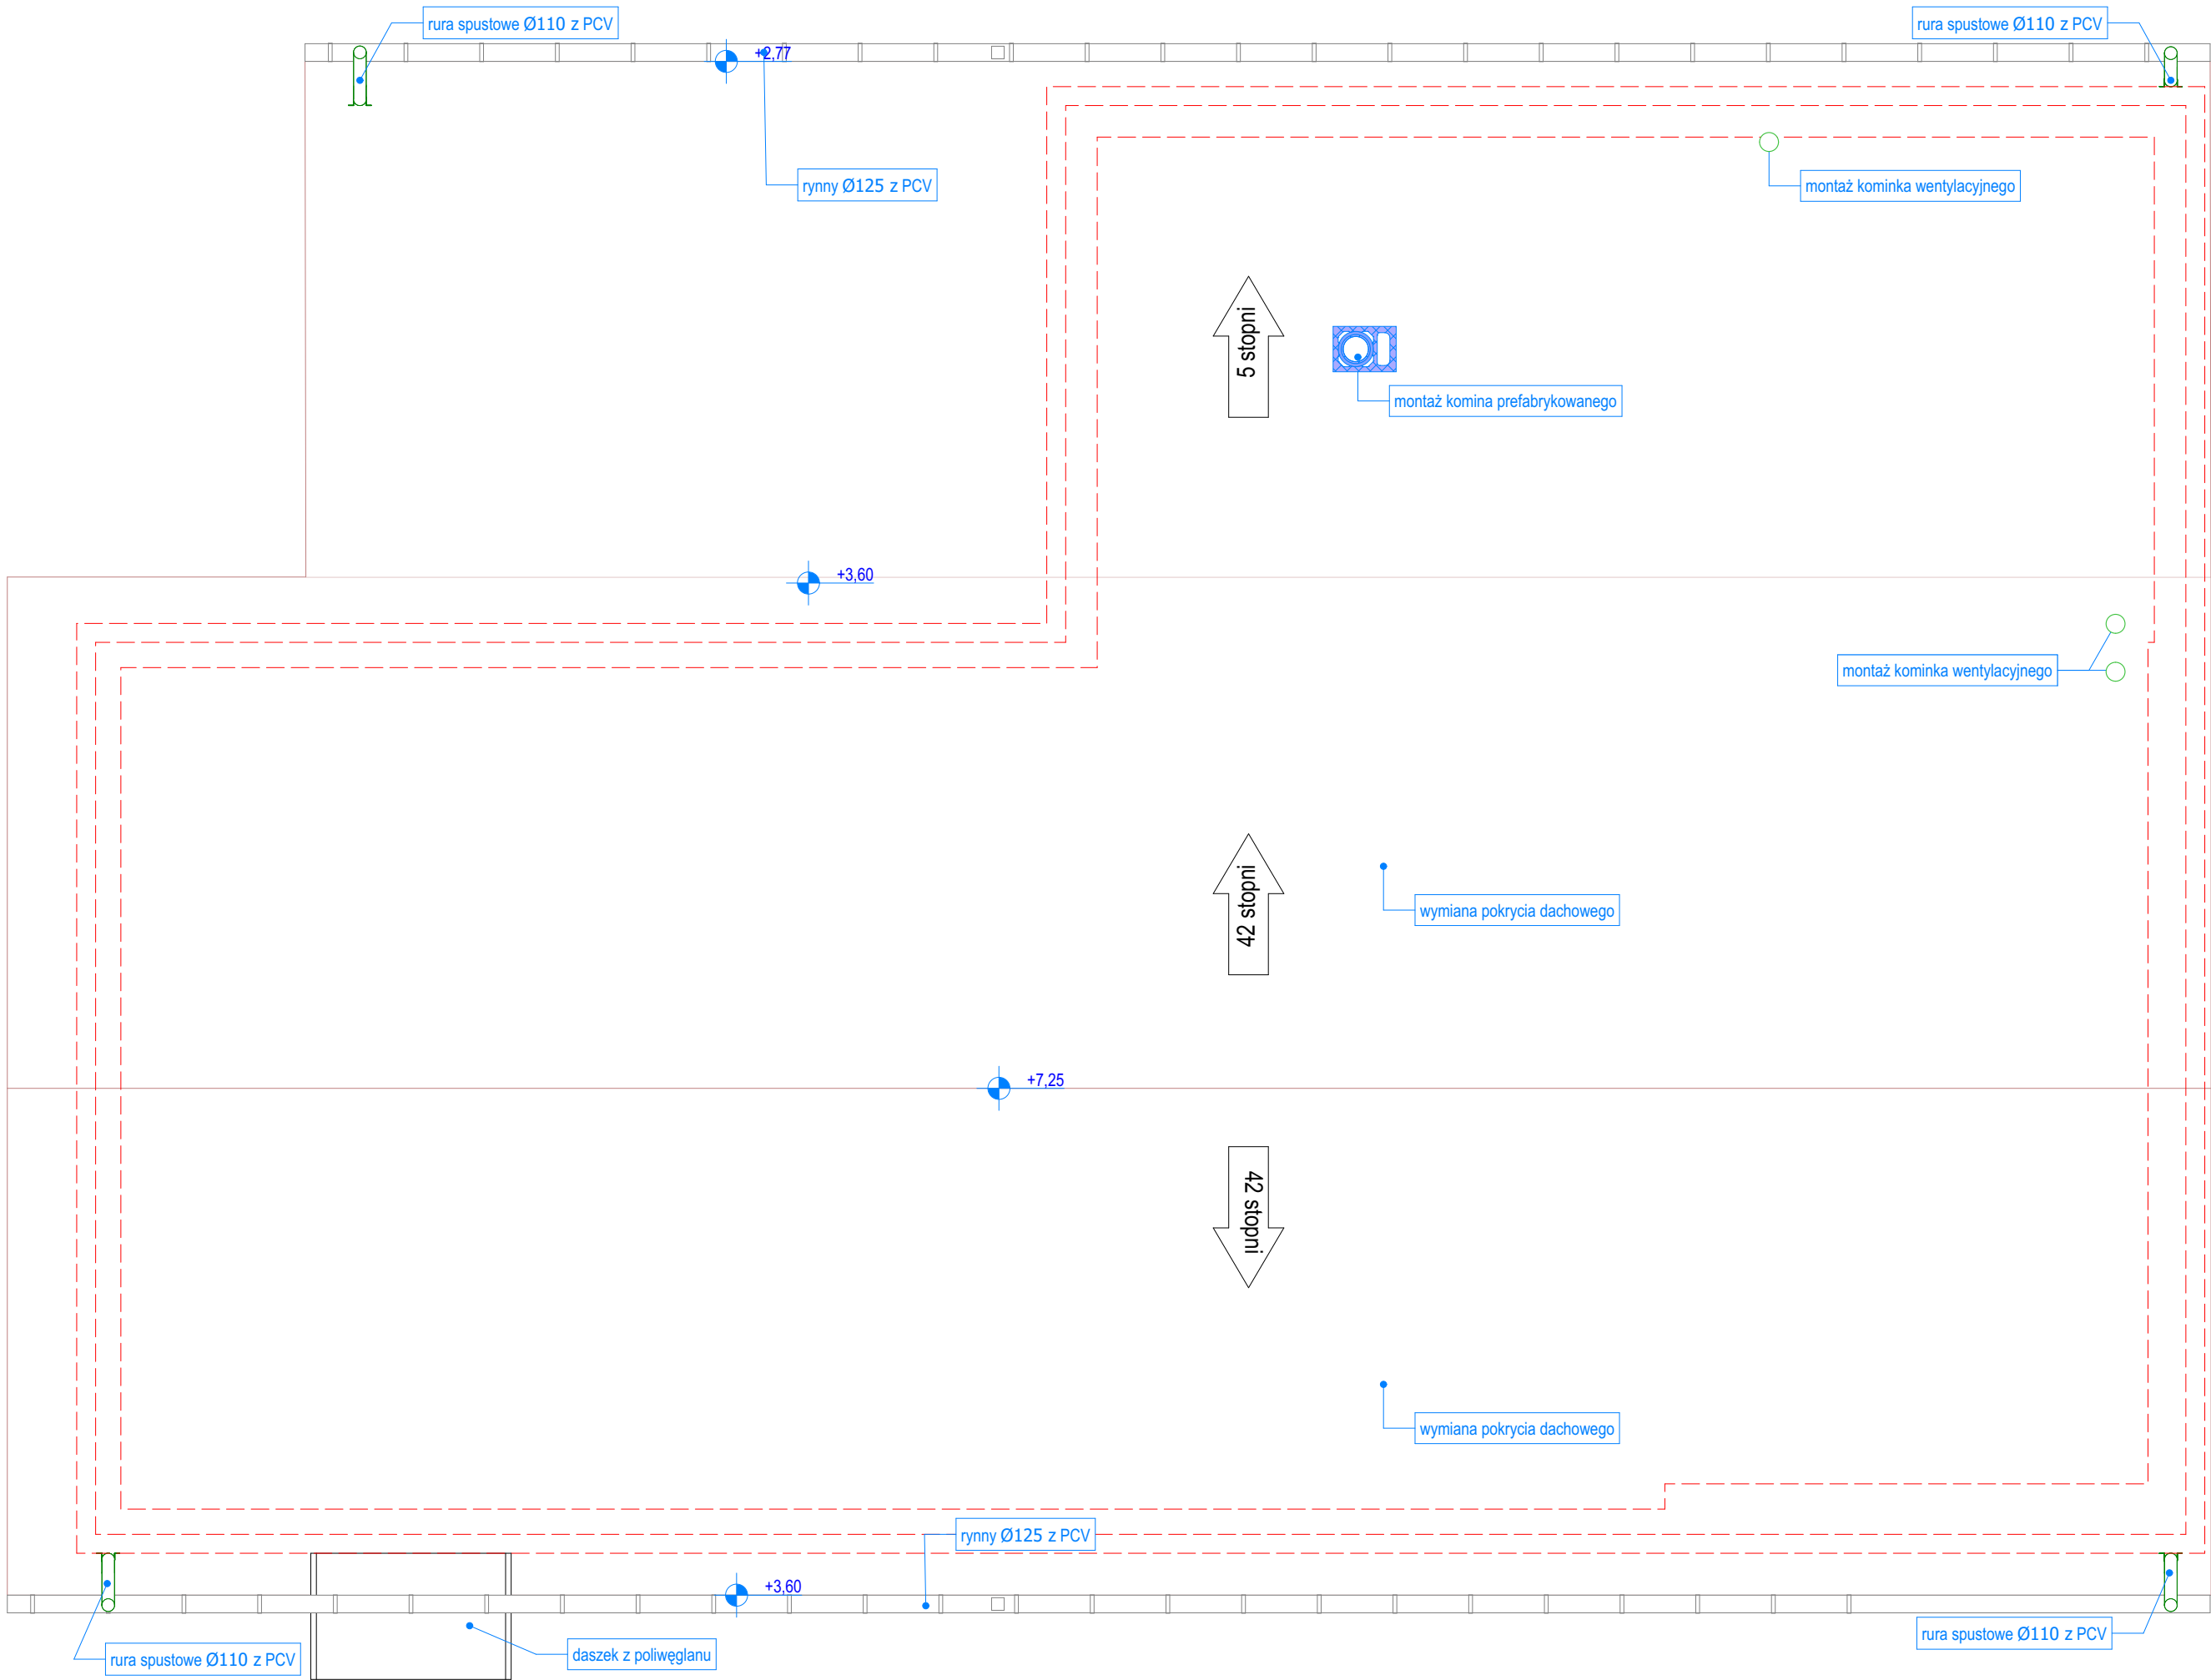 rura spustowe Ø110 z PCV
rura spustowe Ø110 z PCV
+2,77
rynny Ø125 z PCV
montaż kominka wentylacyjnego
5 stopni
montaż komina prefabrykowanego
+3,60
montaż kominka wentylacyjnego
42 stopni
wymiana pokrycia dachowego
+7,25
42 stopni
wymiana pokrycia dachowego
rynny Ø125 z PCV
+3,60
rura spustowe Ø110 z PCV
daszek z poliwęglanu
rura spustowe Ø110 z PCV